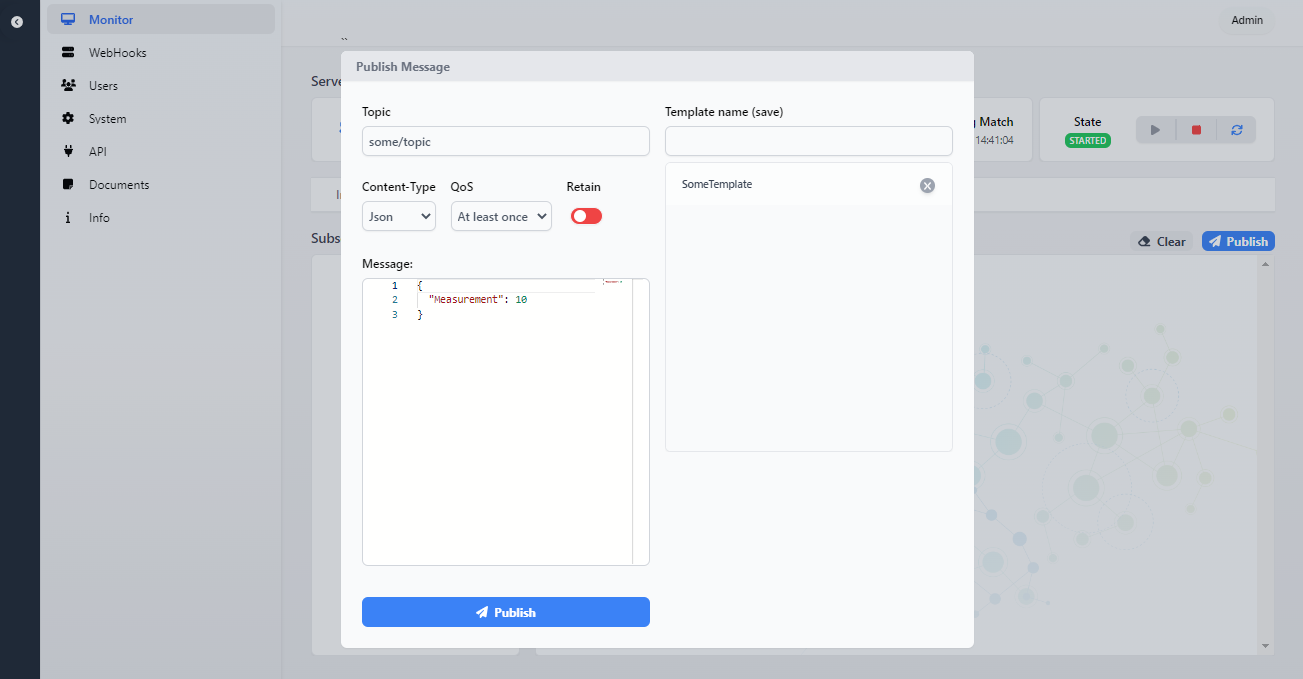 Monitor
WebHooks
Users
System
API
Documents
Info
Admin
``
Publish Message
Topic
some/topic
Content-Type QoS Retain
Json At least once
Message:
1 {
2 "Measurement": 10
3 }
Publish
Template name (save)
SomeTemplate
Match
14:41:04
State
STARTED
Clear Publish